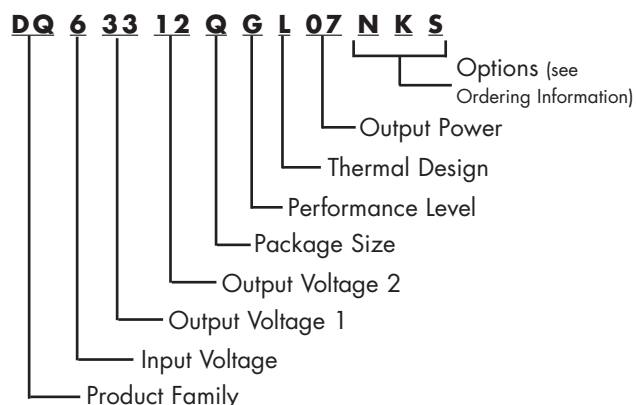 DQ 6 33 12 Q G L 07 N K S
Options (see
Ordering Information)
Output Power
Thermal Design
Performance Level
Package Size
Output Voltage 2
Output Voltage 1
Input Voltage
Product Family